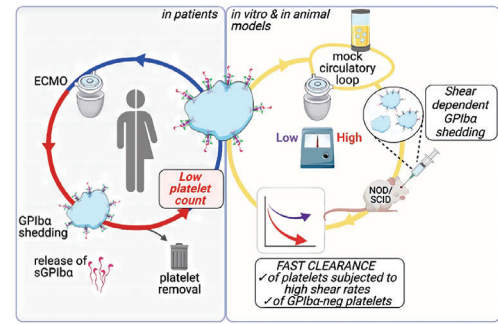 in patients
in vitro & in animal
models
ECMO
mock
circulatory
loop
Low High
Shear
dependent
GPIbα
shedding
Low
platelet
count
NOD/
SCID
GPIbα
shedding
release of
sGPIbα
platelet
removal
FAST CLEARANCE
✓of platelets subjected to
high shear rates
✓of GPIbα-neg platelets